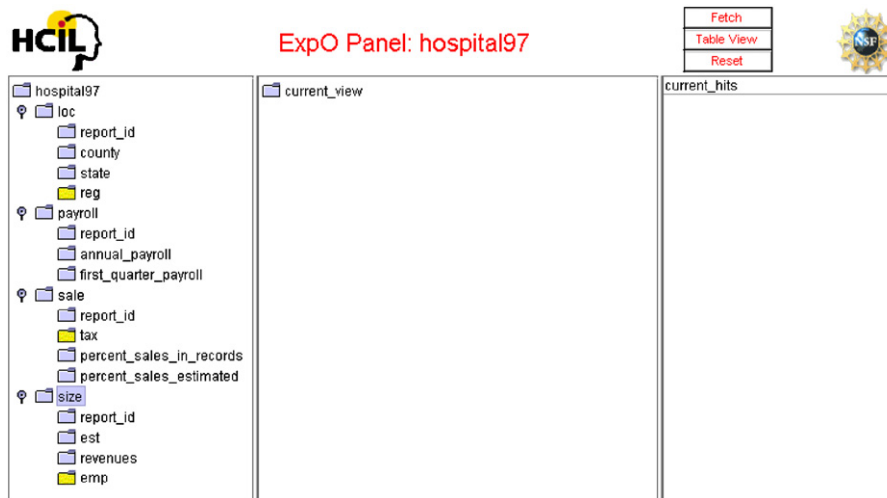 HCIL
ExpO Panel: hospital97
Fetch
Table View
Reset
NSF
hospital97
loc
report_id
county
state
reg
payroll
report_id
annual_payroll
first_quarter_payroll
sale
report_id
tax
percent_sales_in_records
percent_sales_estimated
size
report_id
est
revenues
emp
current_view
current_hits